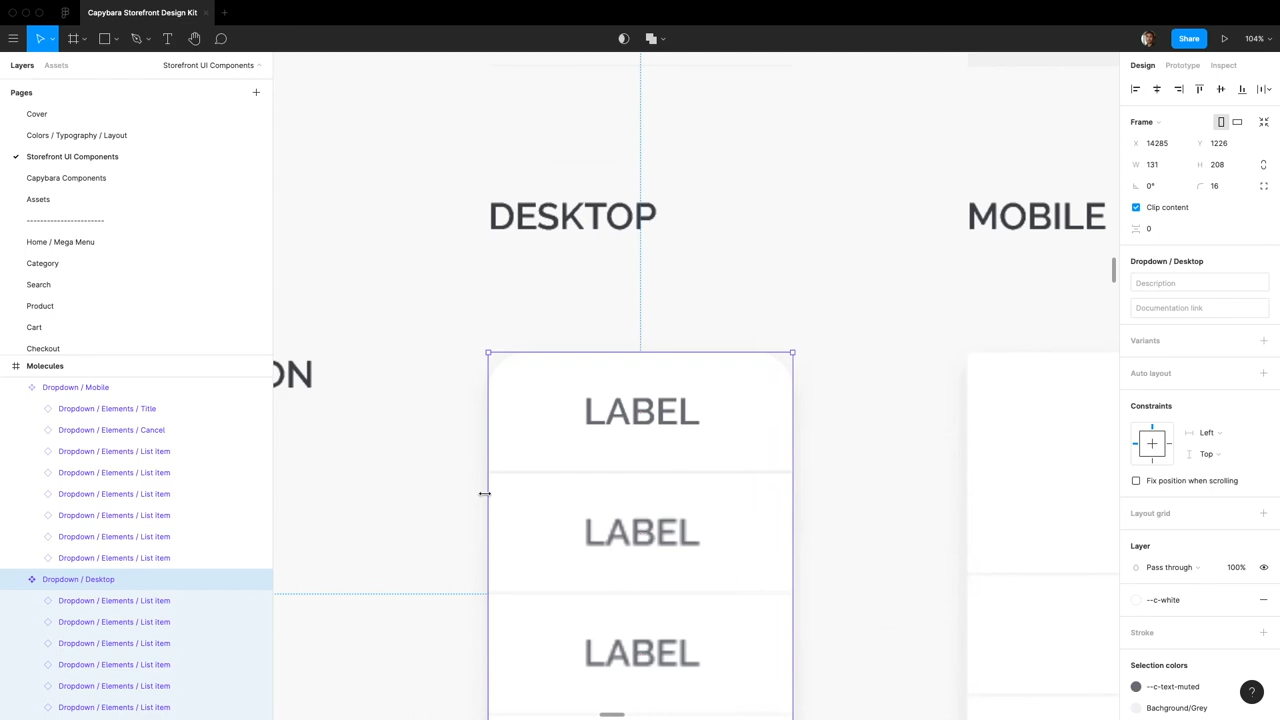 Capybara Storefront Design Kit
Share
104%
Layers
Assets
Storefront UI Components
Pages
Cover
Colors / Typography / Layout
Storefront UI Components
Capybara Components
Assets
-----------------------
Home / Mega Menu
Category
Search
Product
Cart
Checkout
Molecules
Dropdown / Mobile
Dropdown / Elements / Title
Dropdown / Elements / Cancel
Dropdown / Elements / List item
Dropdown / Elements / List item
Dropdown / Elements / List item
Dropdown / Elements / List item
Dropdown / Elements / List item
Dropdown / Elements / List item
Dropdown / Desktop
Dropdown / Elements / List item
Dropdown / Elements / List item
Dropdown / Elements / List item
Dropdown / Elements / List item
Dropdown / Elements / List item
Dropdown / Elements / List item
DESKTOP
MOBILE
ON
LABEL
LABEL
LABEL
Design
Prototype
Inspect
Frame
X 14285 Y 1226
W 131 H 208
0° 16
Clip content
0
Dropdown / Desktop
Description
Documentation link
Variants
Auto layout
Constraints
Left
Top
Fix position when scrolling
Layout grid
Layer
Pass through 100%
--c-white
Stroke
Selection colors
--c-text-muted
Background/Grey
?